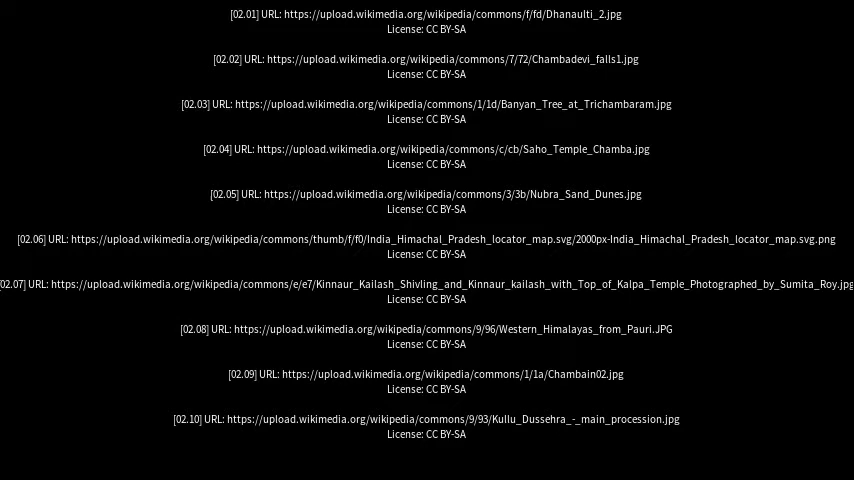 [02.01] URL: https://upload.wikimedia.org/wikipedia/commons/f/fd/Dhanaulti_2.jpg
License: CC BY-SA
[02.02] URL: https://upload.wikimedia.org/wikipedia/commons/7/72/Chambadevi_falls1.jpg
License: CC BY-SA
[02.03] URL: https://upload.wikimedia.org/wikipedia/commons/1/1d/Banyan_Tree_at_Trichambaram.jpg
License: CC BY-SA
[02.04] URL: https://upload.wikimedia.org/wikipedia/commons/c/cb/Saho_Temple_Chamba.jpg
License: CC BY-SA
[02.05] URL: https://upload.wikimedia.org/wikipedia/commons/3/3b/Nubra_Sand_Dunes.jpg
License: CC BY-SA
[02.06] URL: https://upload.wikimedia.org/wikipedia/commons/thumb/f/f0/India_Himachal_Pradesh_locator_map.svg/2000px-India_Himachal_Pradesh_locator_map.svg.png
License: CC BY-SA
02.07] URL: https://upload.wikimedia.org/wikipedia/commons/e/e7/Kinnaur_Kailash_Shivling_and_Kinnaur_kailash_with_Top_of_Kalpa_Temple_Photographed_by_Sumita_Roy.jpg
License: CC BY-SA
[02.08] URL: https://upload.wikimedia.org/wikipedia/commons/9/96/Western_Himalayas_from_Pauri.JPG
License: CC BY-SA
[02.09] URL: https://upload.wikimedia.org/wikipedia/commons/1/1a/Chambain02.jpg
License: CC BY-SA
[02.10] URL: https://upload.wikimedia.org/wikipedia/commons/9/93/Kullu_Dussehra_-_main_procession.jpg
License: CC BY-SA